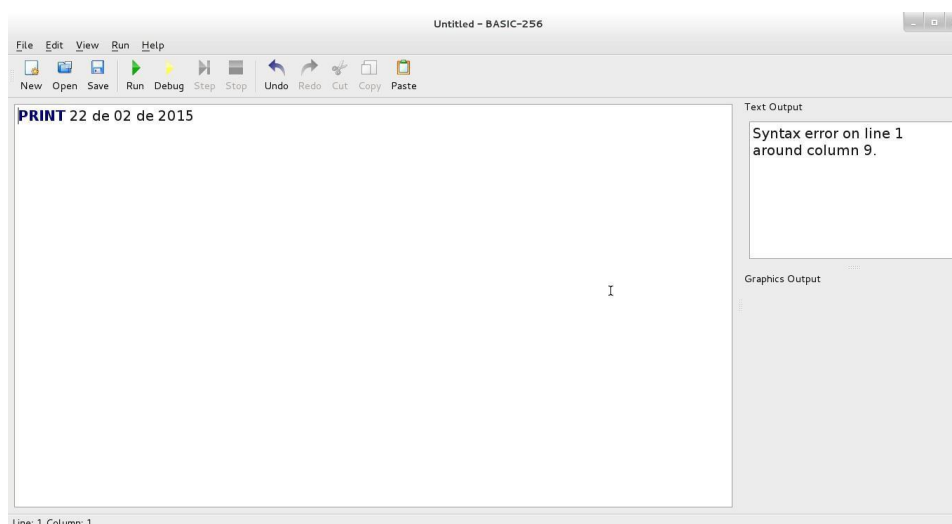 Untitled - BASIC-256
File Edit View Run Help
New Open Save Run Debug Step Stop Undo Redo Cut Copy Paste
PRINT 22 de 02 de 2015
Text Output
Syntax error on line 1
around column 9.
Graphics Output
Line: 1 Column: 1